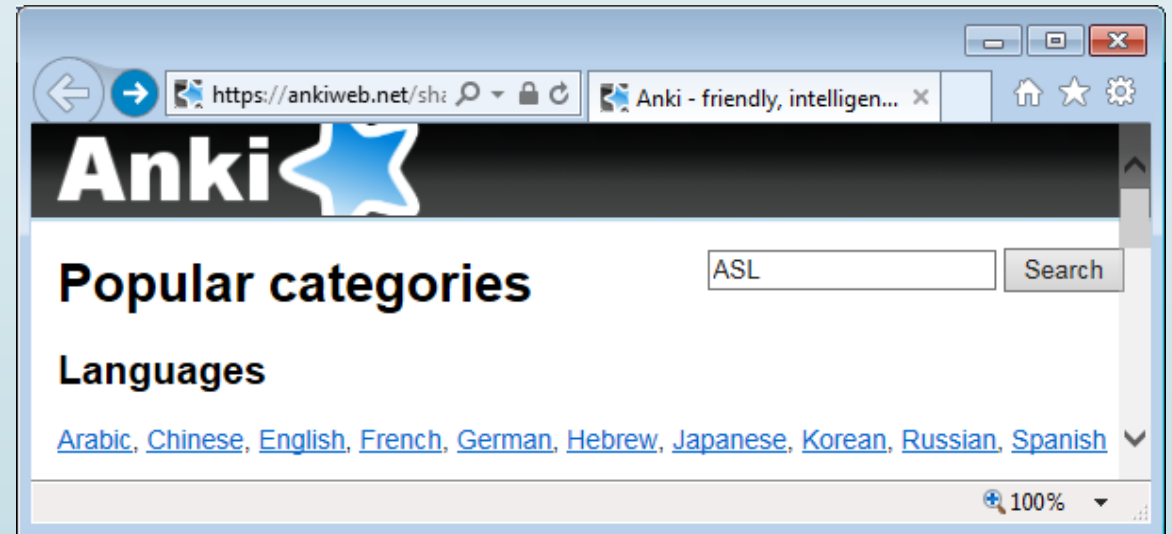 https://ankiweb.net/sha
Anki - friendly, intelligen...
Anki
Popular categories
ASL
Search
Languages
Arabic, Chinese, English, French, German, Hebrew, Japanese, Korean, Russian, Spanish
100%